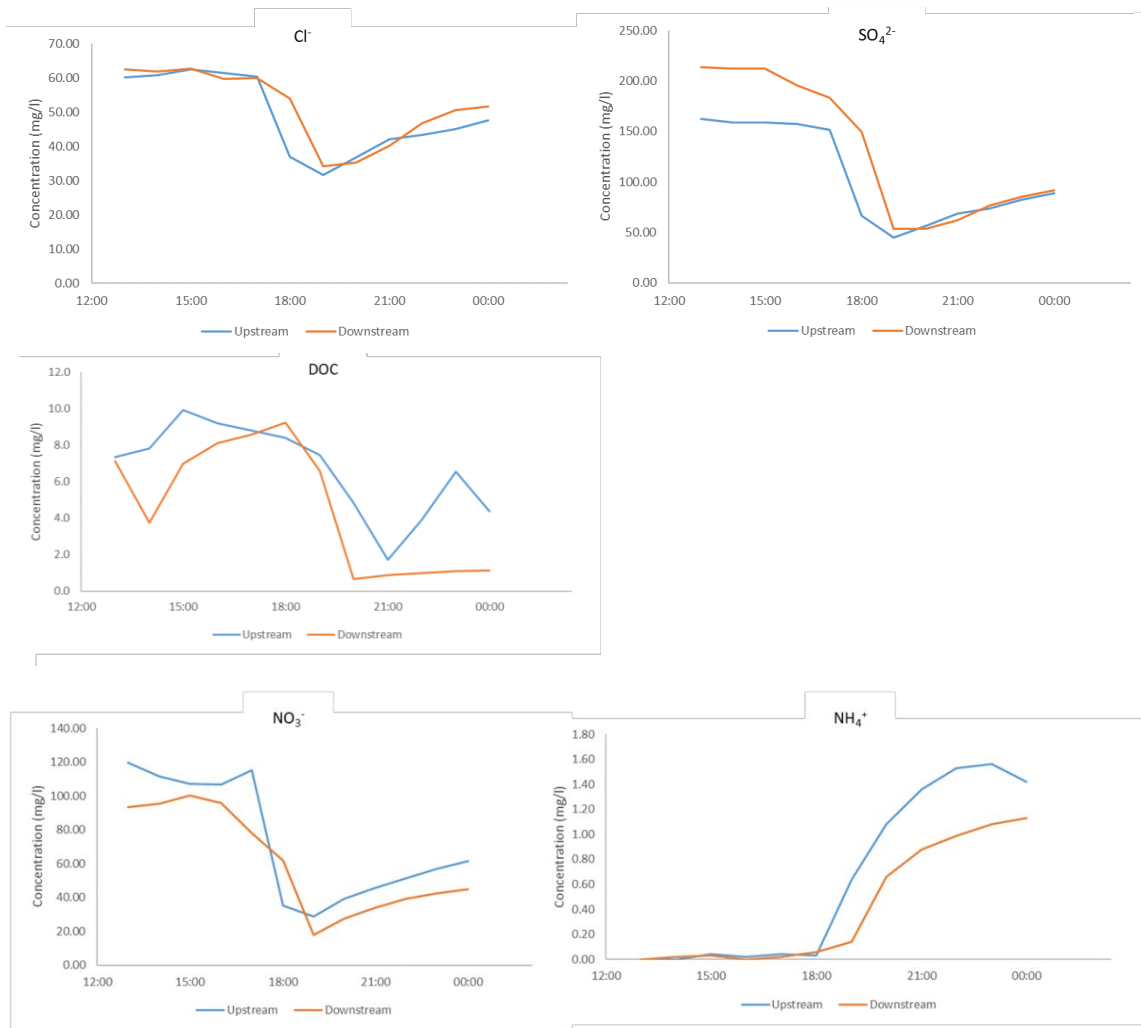 Cl-
Concentration (mg/l)
70.00
60.00
50.00
40.00
30.00
20.00
10.00
0.00
12:00 15:00 18:00 21:00 00:00
Upstream Downstream
SO₄²⁻
Concentration (mg/l)
250.00
200.00
150.00
100.00
50.00
0.00
12:00 15:00 18:00 21:00 00:00
Upstream Downstream
DOC
Concentration (mg/l)
12.0
10.0
8.0
6.0
4.0
2.0
0.0
12:00 15:00 18:00 21:00 00:00
Upstream Downstream
NO₃⁻
Concentration (mg/l)
140.00
120.00
100.00
80.00
60.00
40.00
20.00
0.00
12:00 15:00 18:00 21:00 00:00
Upstream Downstream
NH₄⁺
Concentration (mg/l)
1.80
1.60
1.40
1.20
1.00
0.80
0.60
0.40
0.20
0.00
12:00 15:00 18:00 21:00 00:00
Upstream Downstream